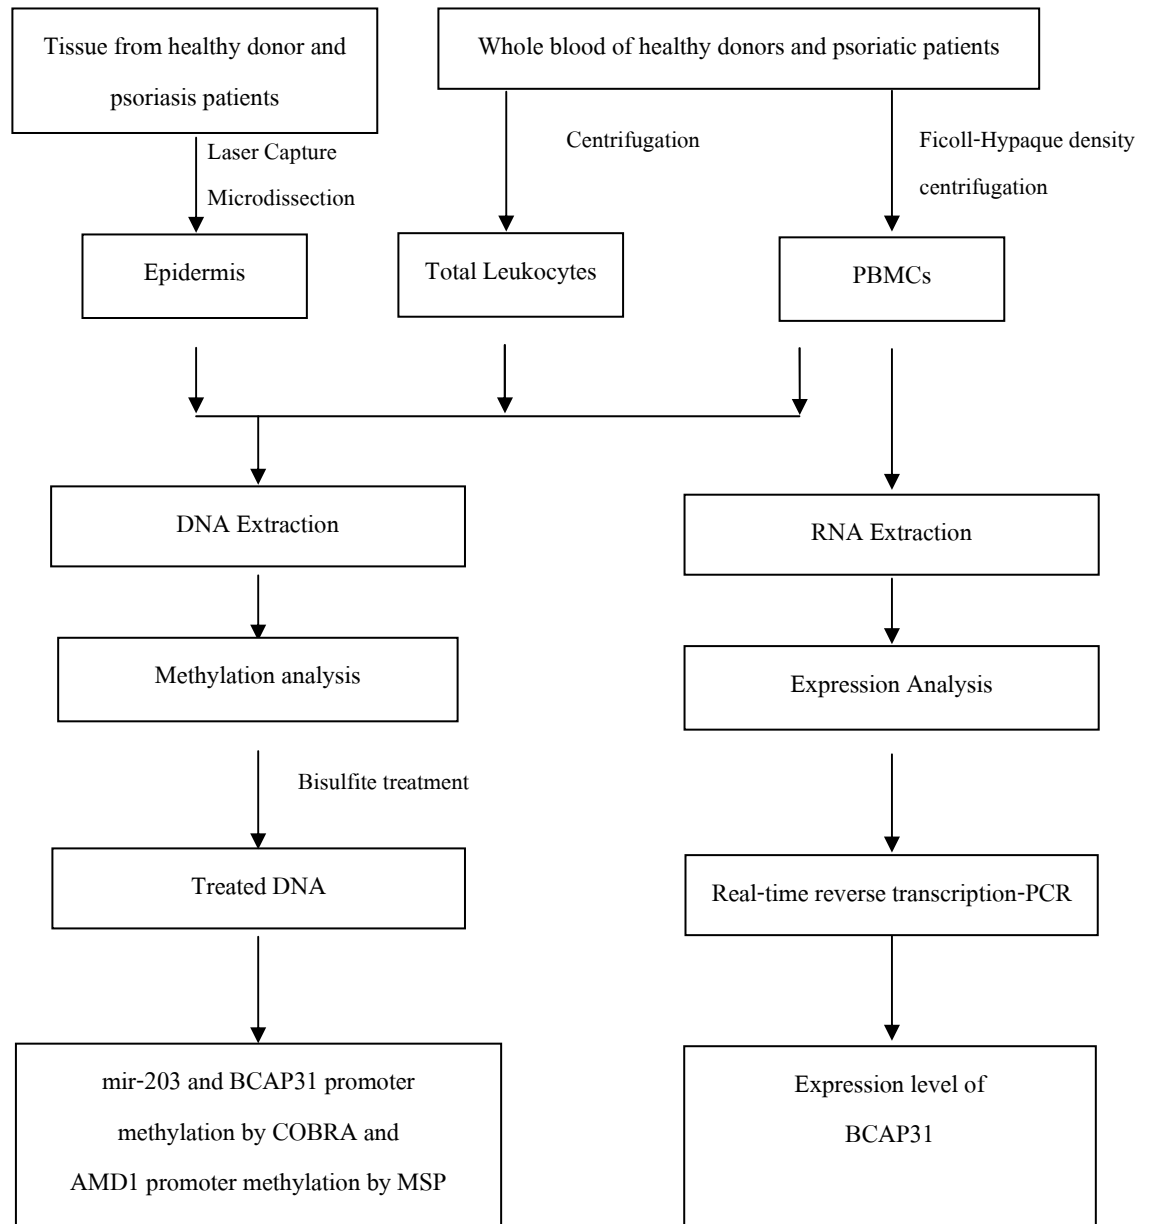 Tissue from healthy donor and
psoriasis patients
Whole blood of healthy donors and psoriatic patients
Laser Capture
Microdissection
Centrifugation
Ficoll-Hypaque density
centrifugation
Epidermis
Total Leukocytes
PBMCs
DNA Extraction
RNA Extraction
Methylation analysis
Expression Analysis
Bisulfite treatment
Treated DNA
Real-time reverse transcription-PCR
mir-203 and BCAP31 promoter
methylation by COBRA and
AMD1 promoter methylation by MSP
Expression level of
BCAP31